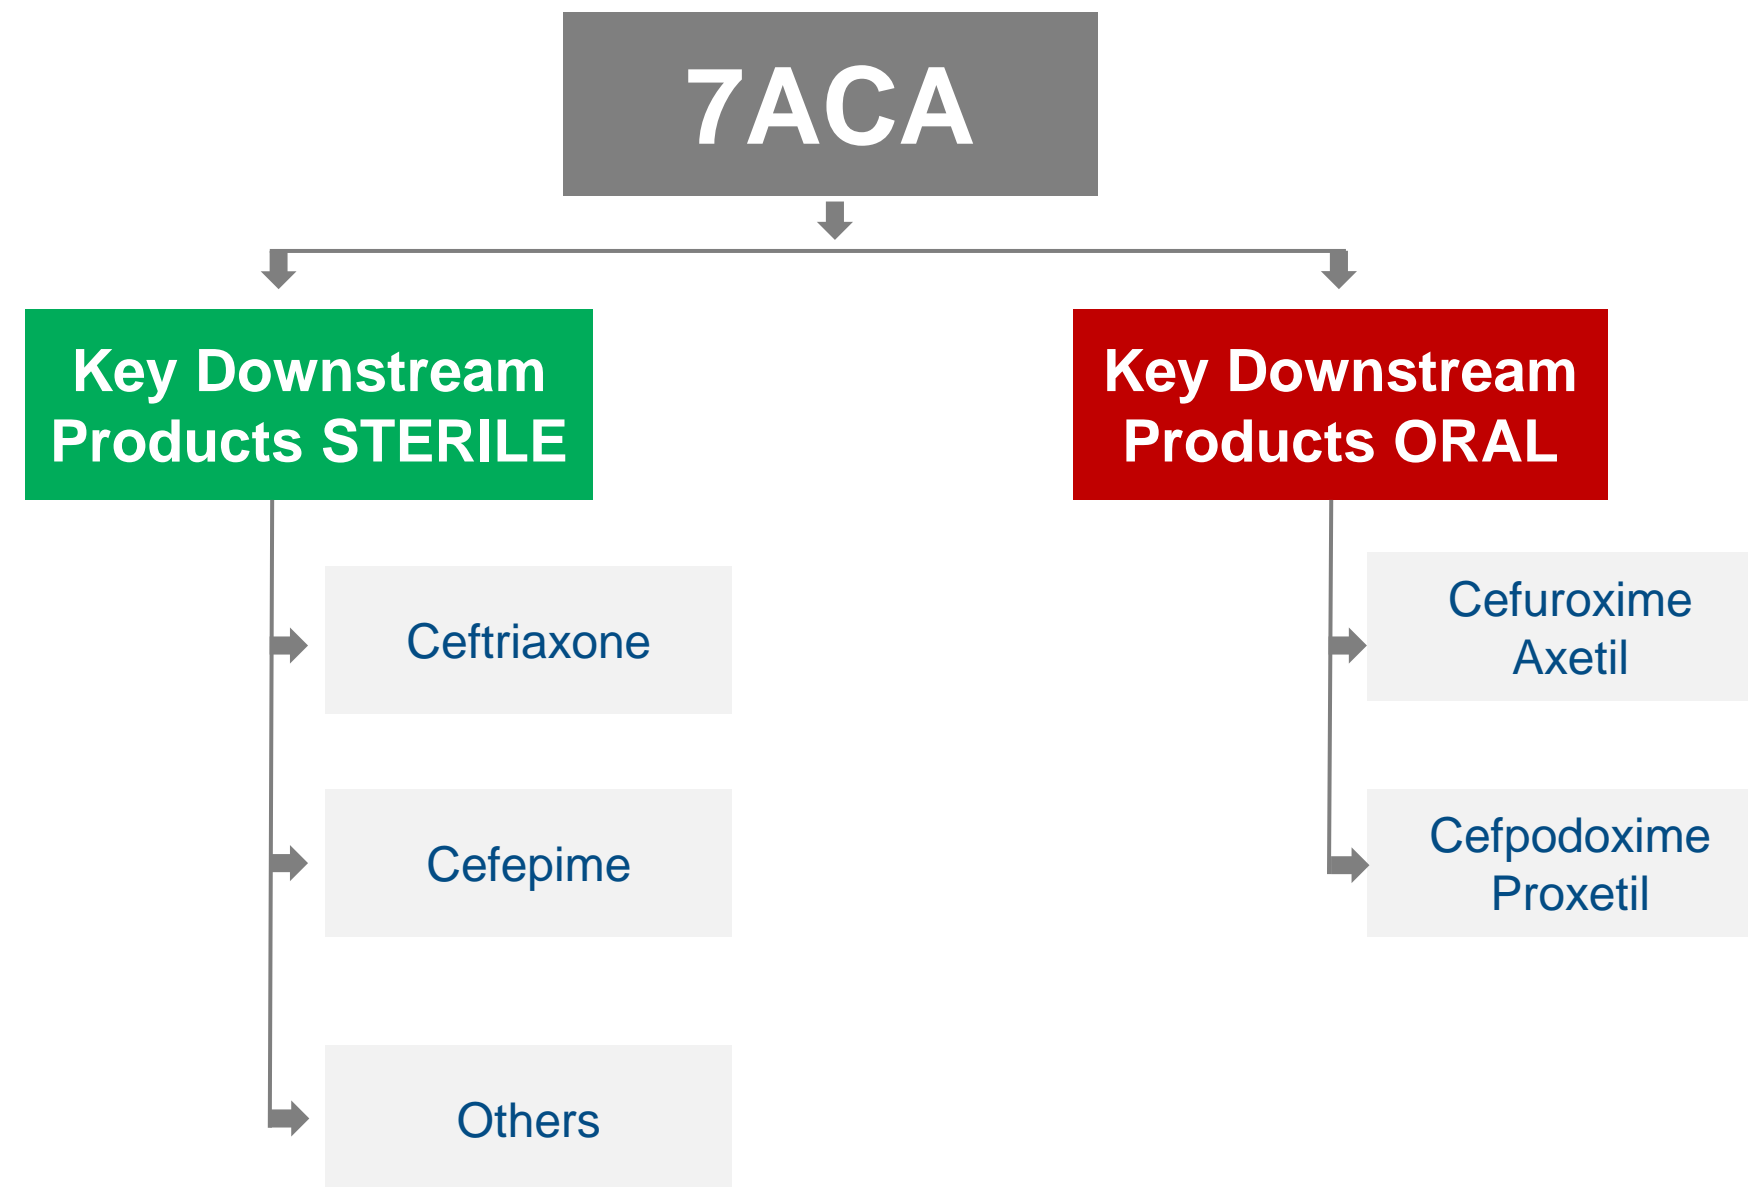 7ACA
Key Downstream
Products STERILE
Ceftriaxone
Cefepime
Others
Key Downstream
Products ORAL
Cefuroxime
Axetil
Cefpodoxime
Proxetil